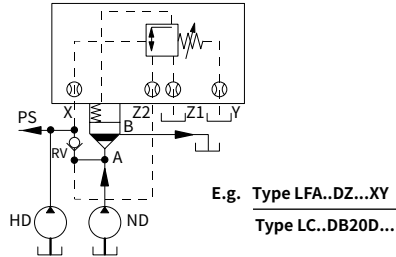 X Z2 Z1 Y
PS B
RV A
HD ND
E.g. Type LFA..DZ...XY
Type LC..DB20D...